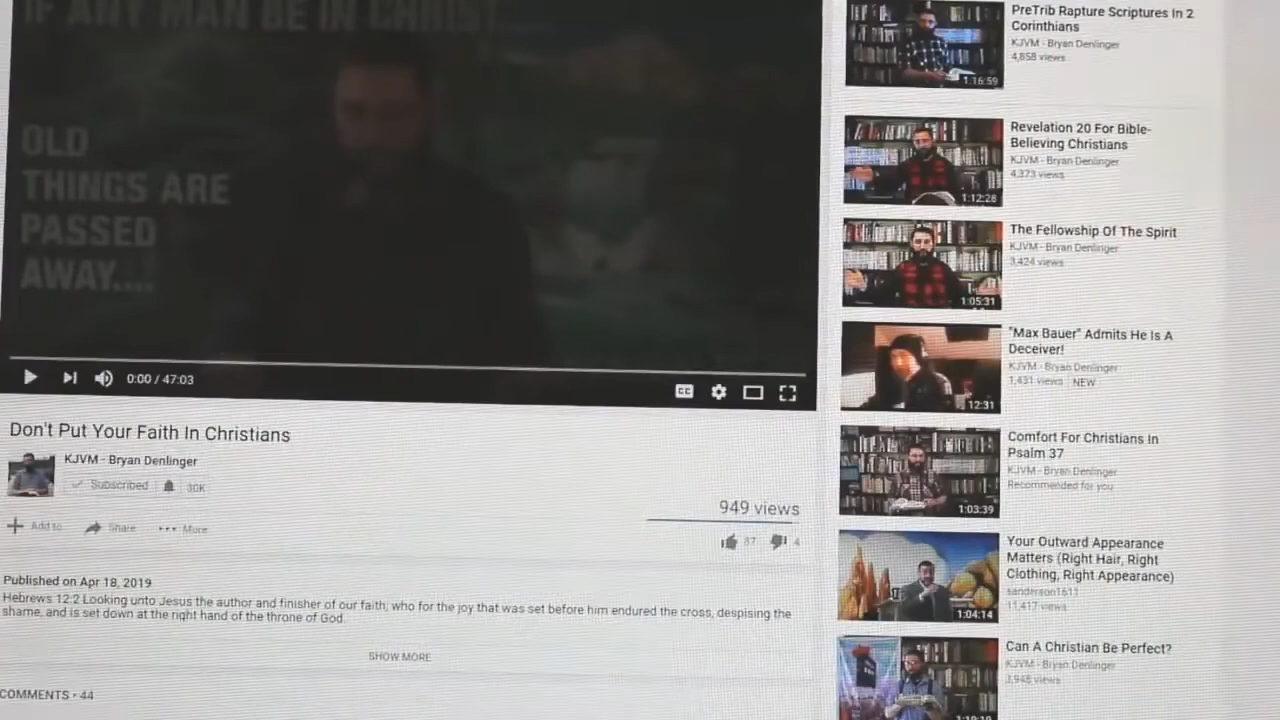 IF ANY MAN BE IN CHRIST
OLD
THINGS ARE
PASSED
AWAY...
0:00 / 47:03
CC
Don't Put Your Faith In Christians
KJVM - Bryan Denlinger
Subscribed 30K
Add to Share More
949 views
87 4
Published on Apr 18, 2019
Hebrews 12:2 Looking unto Jesus the author and finisher of our faith; who for the joy that was set before him endured the cross, despising the
shame, and is set down at the right hand of the throne of God.
SHOW MORE
COMMENTS • 44
PreTrib Rapture Scriptures In 2
Corinthians
KJVM - Bryan Denlinger
4,858 views
1:16:59
Revelation 20 For Bible-
Believing Christians
KJVM - Bryan Denlinger
4,373 views
1:12:28
The Fellowship Of The Spirit
KJVM - Bryan Denlinger
3,424 views
1:05:31
"Max Bauer" Admits He Is A
Deceiver!
KJVM - Bryan Denlinger
1,431 views NEW
12:31
Comfort For Christians In
Psalm 37
KJVM - Bryan Denlinger
Recommended for you
1:03:39
Your Outward Appearance
Matters (Right Hair, Right
Clothing, Right Appearance)
sanderson1611
11,417 views
1:04:14
Can A Christian Be Perfect?
KJVM - Bryan Denlinger
views